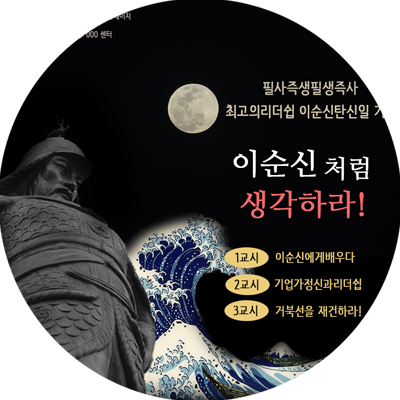 000 센터
필사즉생필생즉사
최고의리더쉽 이순신탄신일
이순신 처럼
생각하라!
1교시 이순신에게배우다
2교시 기업가정신과리더쉽
3교시 거북선을 재건하라!